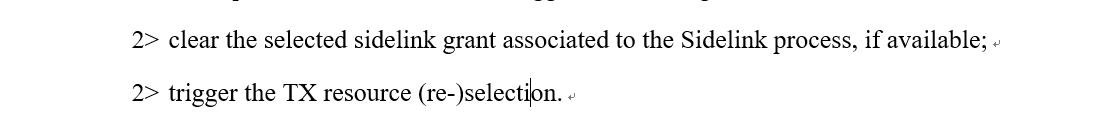 2> clear the selected sidelink grant associated to the Sidelink process, if available;
2> trigger the TX resource (re-)selection.